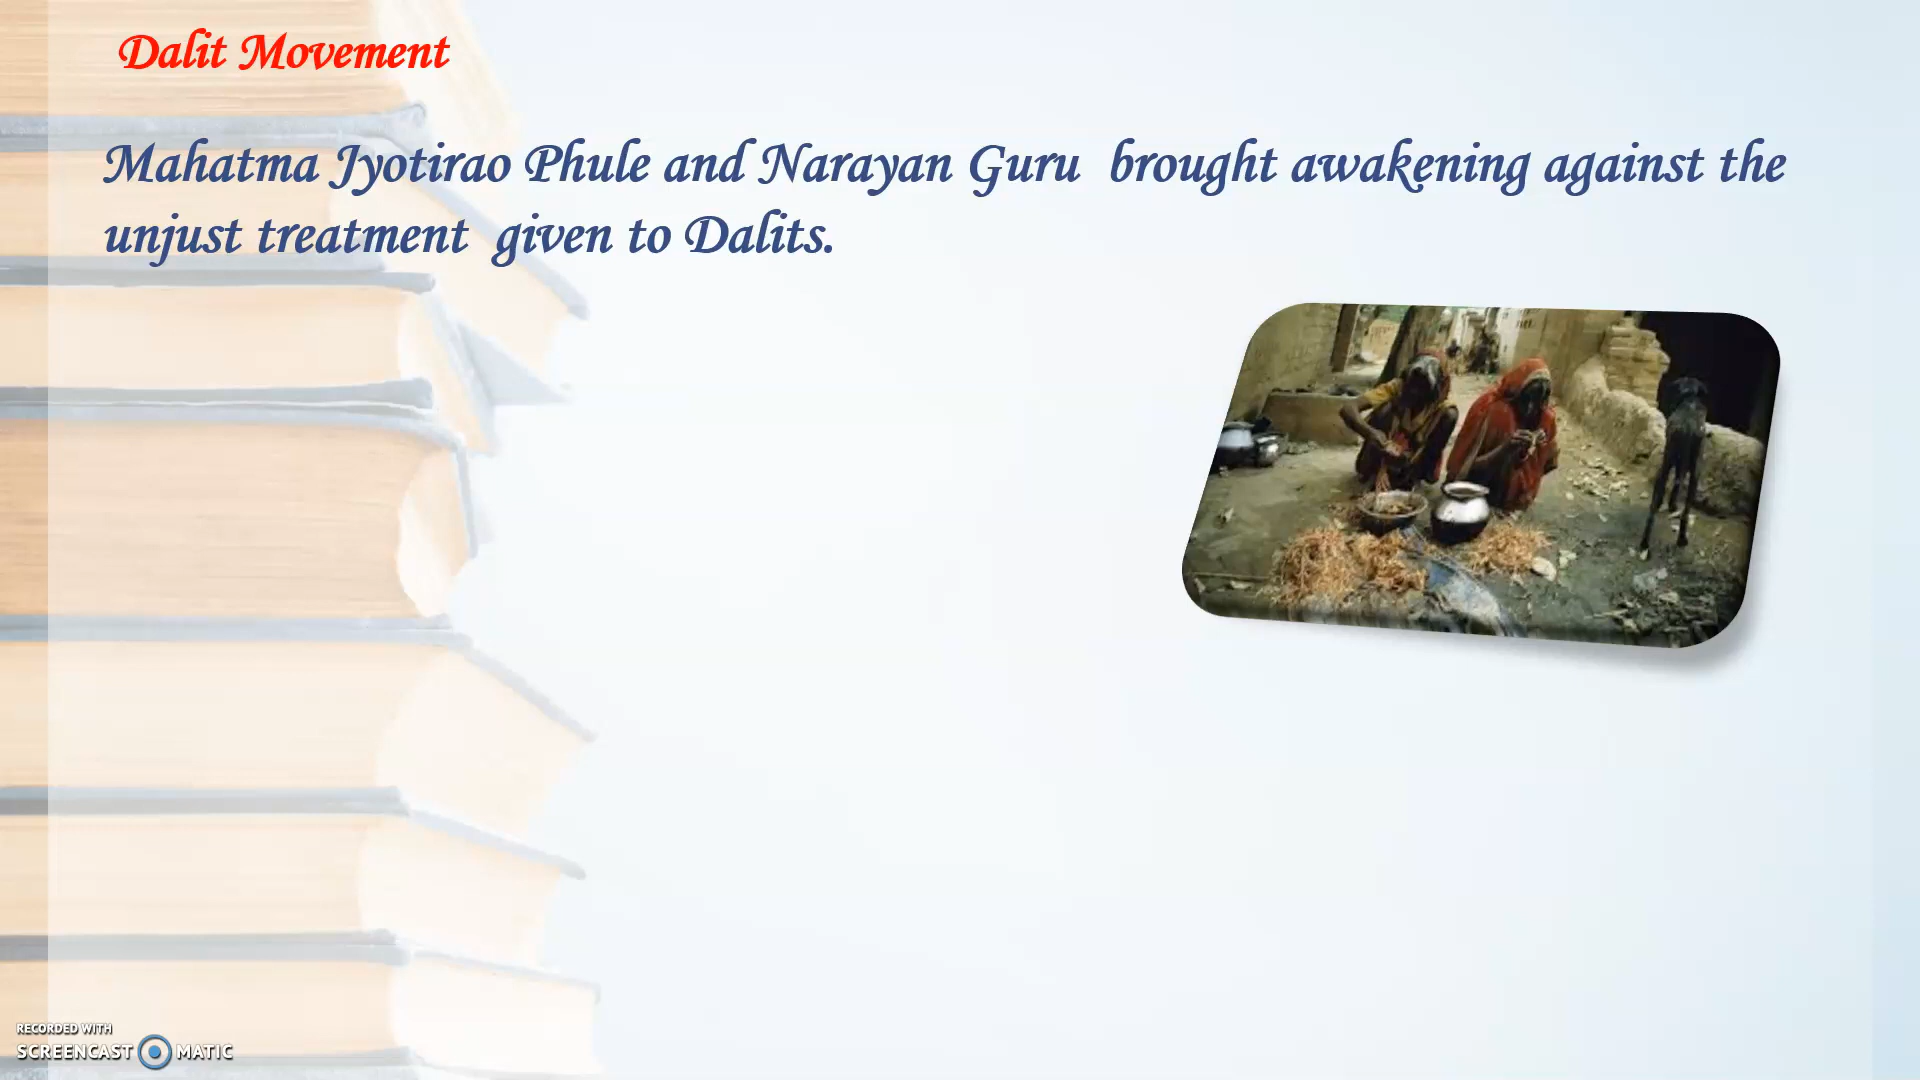 Dalit Movement
Mahatma Jyotirao Phule and Narayan Guru brought awakening against the
unjust treatment given to Dalits.
RECORDED WITH
SCREENCAST MATIC